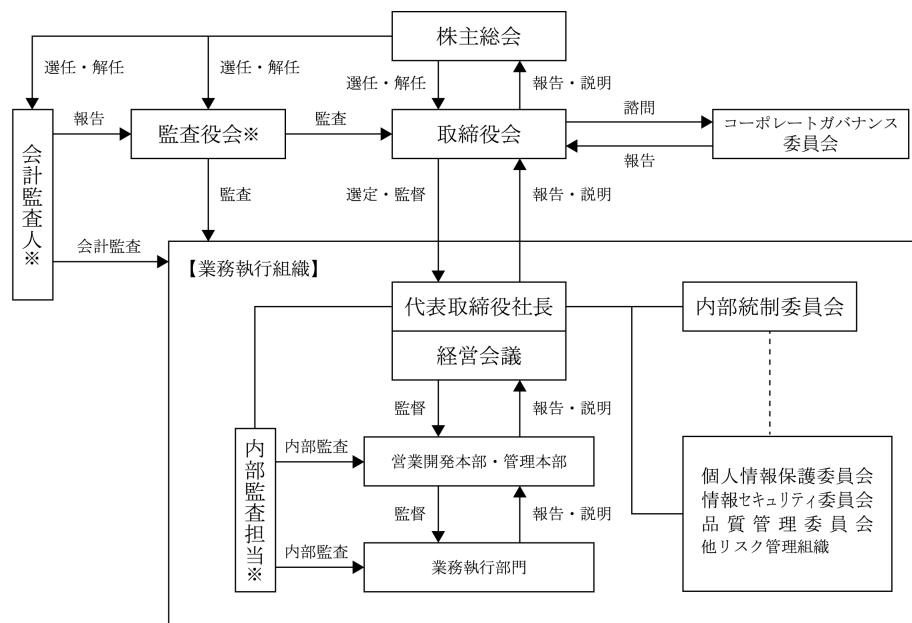 株主総会
選任・解任
選任・解任
選任・解任
報告・説明
報告
監査役会※
監査
取締役会
諮問
報告
コーポレートガバナンス
委員会
会計監査人※
監査
選定・監督
報告・説明
会計監査
【業務執行組織】
代表取締役社長
内部統制委員会
経営会議
監督
報告・説明
内部監査担当※
内部監査
営業開発本部・管理本部
個人情報保護委員会
情報セキュリティ委員会
品質管理委員会
他リスク管理組織
監督
報告・説明
内部監査
業務執行部門